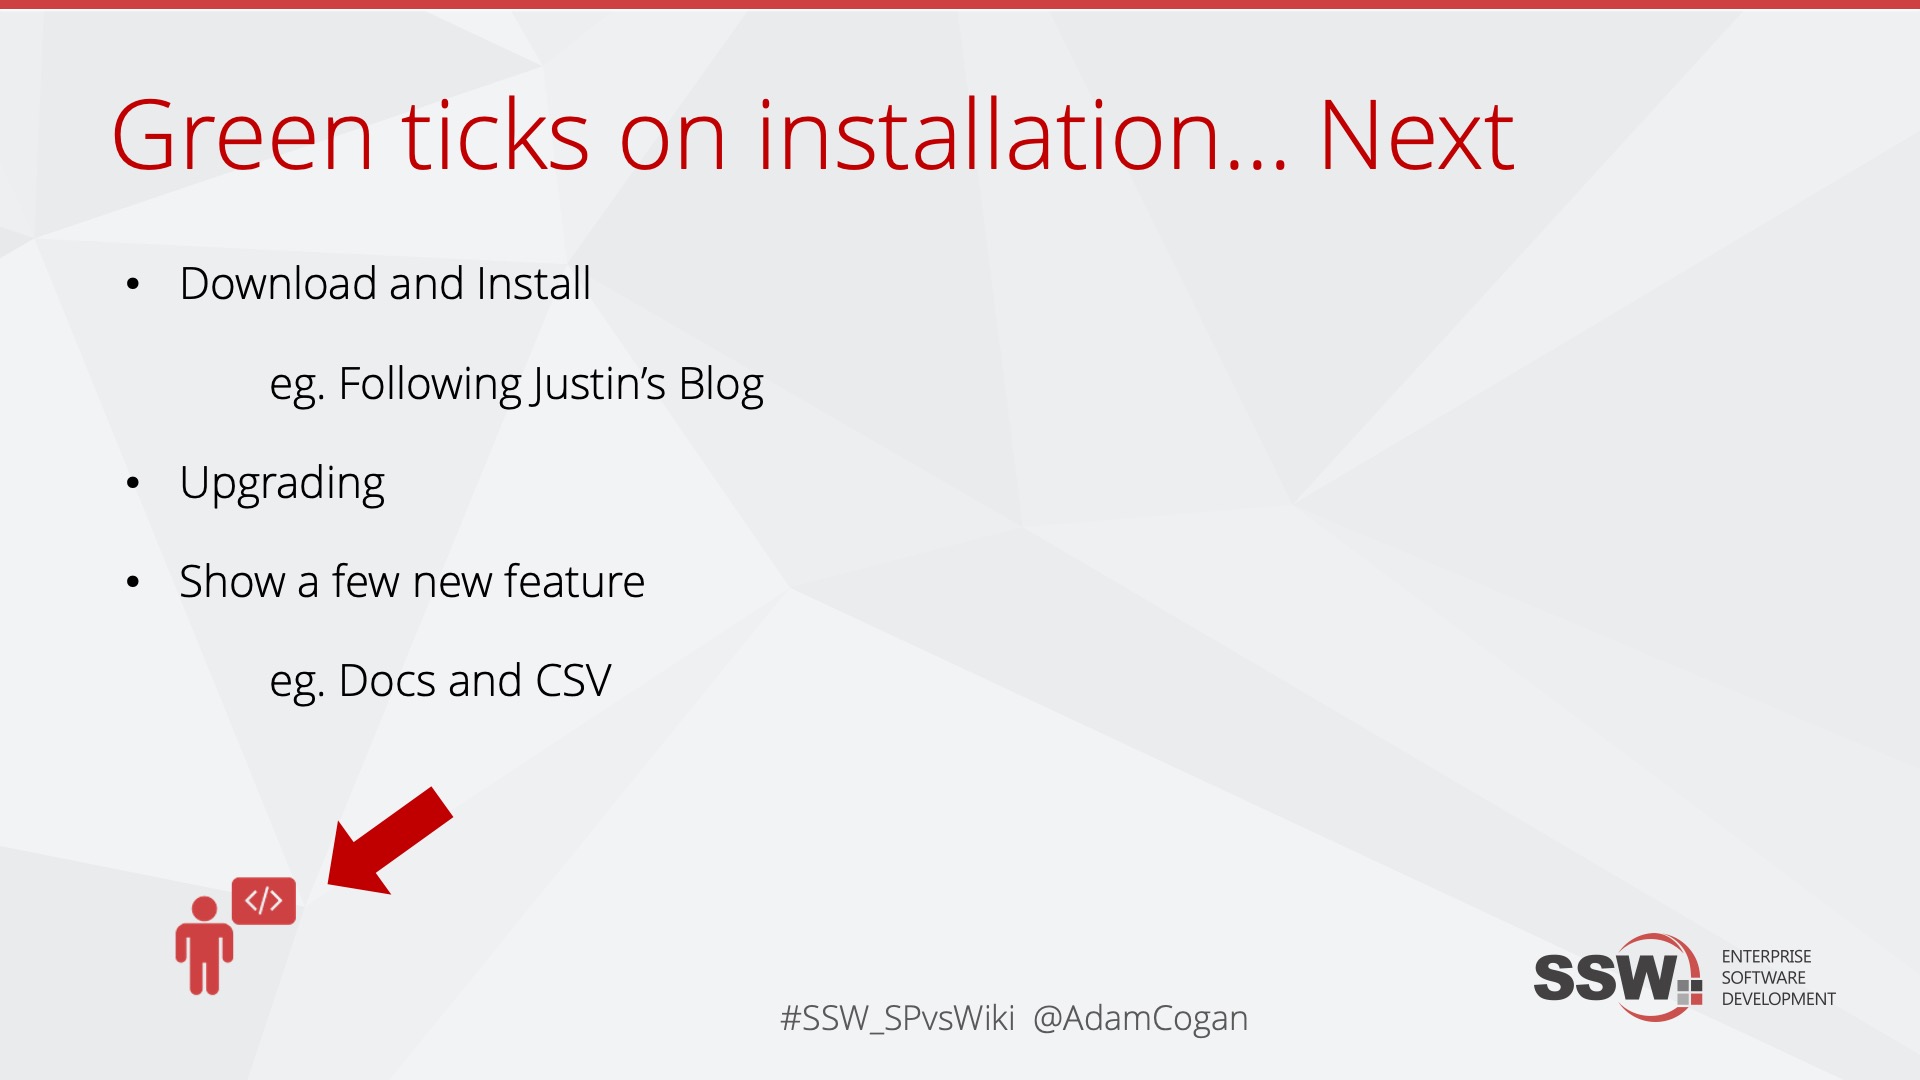 Green ticks on installation... Next
• Download and Install
eg. Following Justin’s Blog
• Upgrading
• Show a few new feature
eg. Docs and CSV
</>
#SSW_SPvsWiki @AdamCogan
SSW
ENTERPRISE
SOFTWARE
DEVELOPMENT